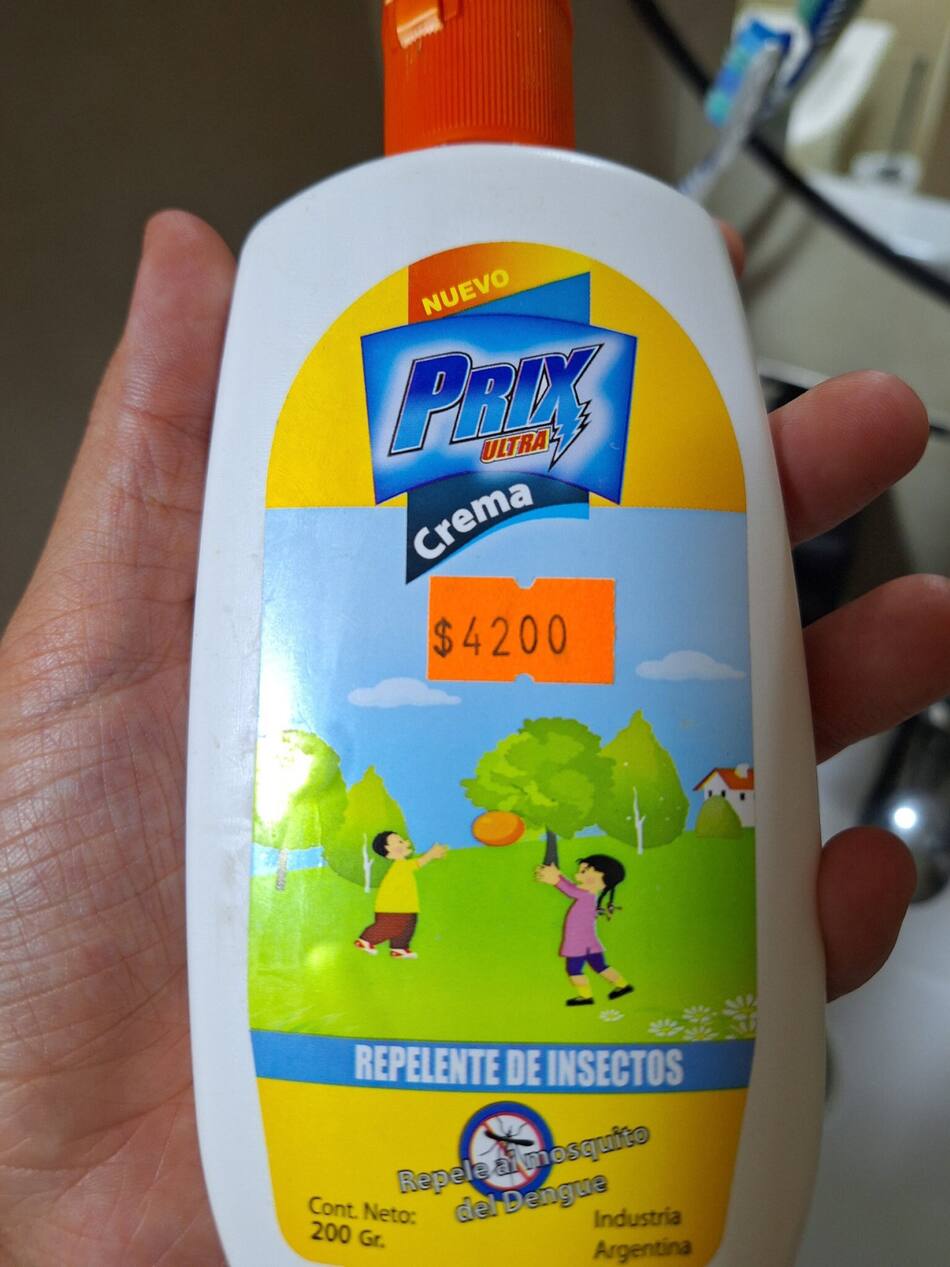 NUEVO
PRIX
ULTRA
Crema
$4200
REPELENTE DE INSECTOS
Repele al mosquito
del Dengue
Cont. Neto:
200 Gr.
Industria
Argentina